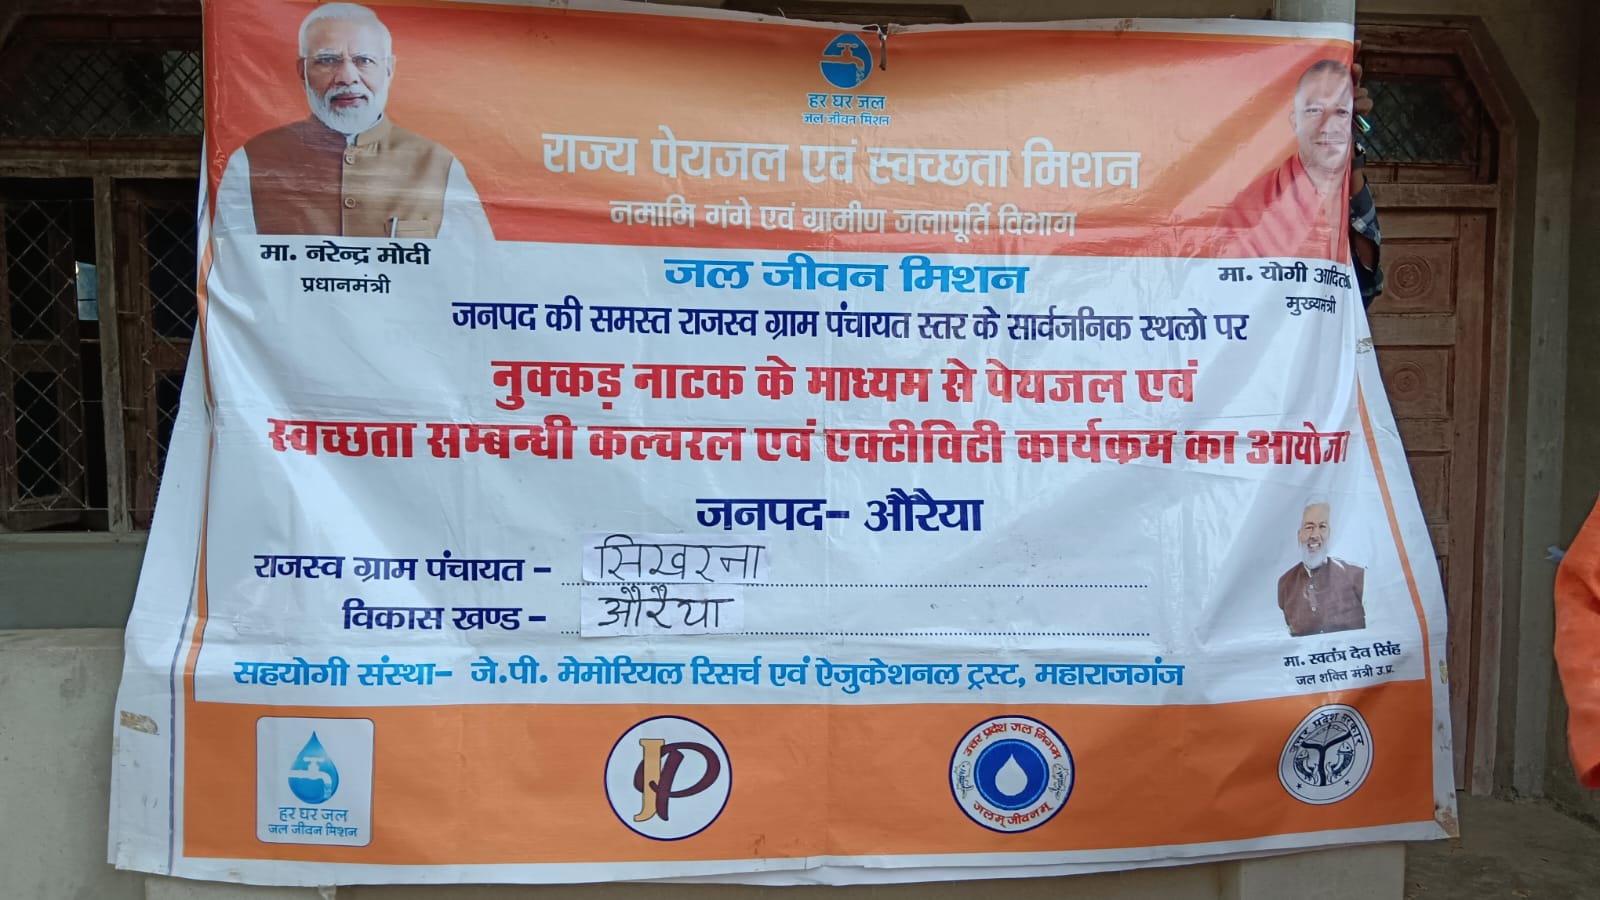 हर घर जल
जल जीवन मिशन
राज्य पेयजल एवं स्वच्छता मिशन
नमामि गंगे एवं ग्रामीण जलापूर्ति विभाग
मा. नरेन्द्र मोदी
प्रधानमंत्री
मा. योगी
मुख्यमंत्री
जल जीवन मिशन
जनपद की समस्त राजस्व ग्राम पंचायत स्तर के सार्वजनिक स्थलो पर
नुक्कड़ नाटक के माध्यम से पेयजल एवं
स्वच्छता सम्बन्धी कल्चरल एवं एक्टीविटी कार्यक्रम का
जनपद- औरैया
राजस्व ग्राम पंचायत - सिखरना
विकास खण्ड - औरैया
मा. स्वतंत्र देव सिंह
जल शक्ति मंत्री उ.प्र.
सहयोगी संस्था- जे.पी. मेमोरियल रिसर्च एवं ऐजुकेशनल ट्रस्ट, महाराजगंज
हर घर जल
जल जीवन मिशन
JP
उत्तर प्रदेश जल निगम
जलम् जीवनम्
उत्तर प्रदेश सरकार